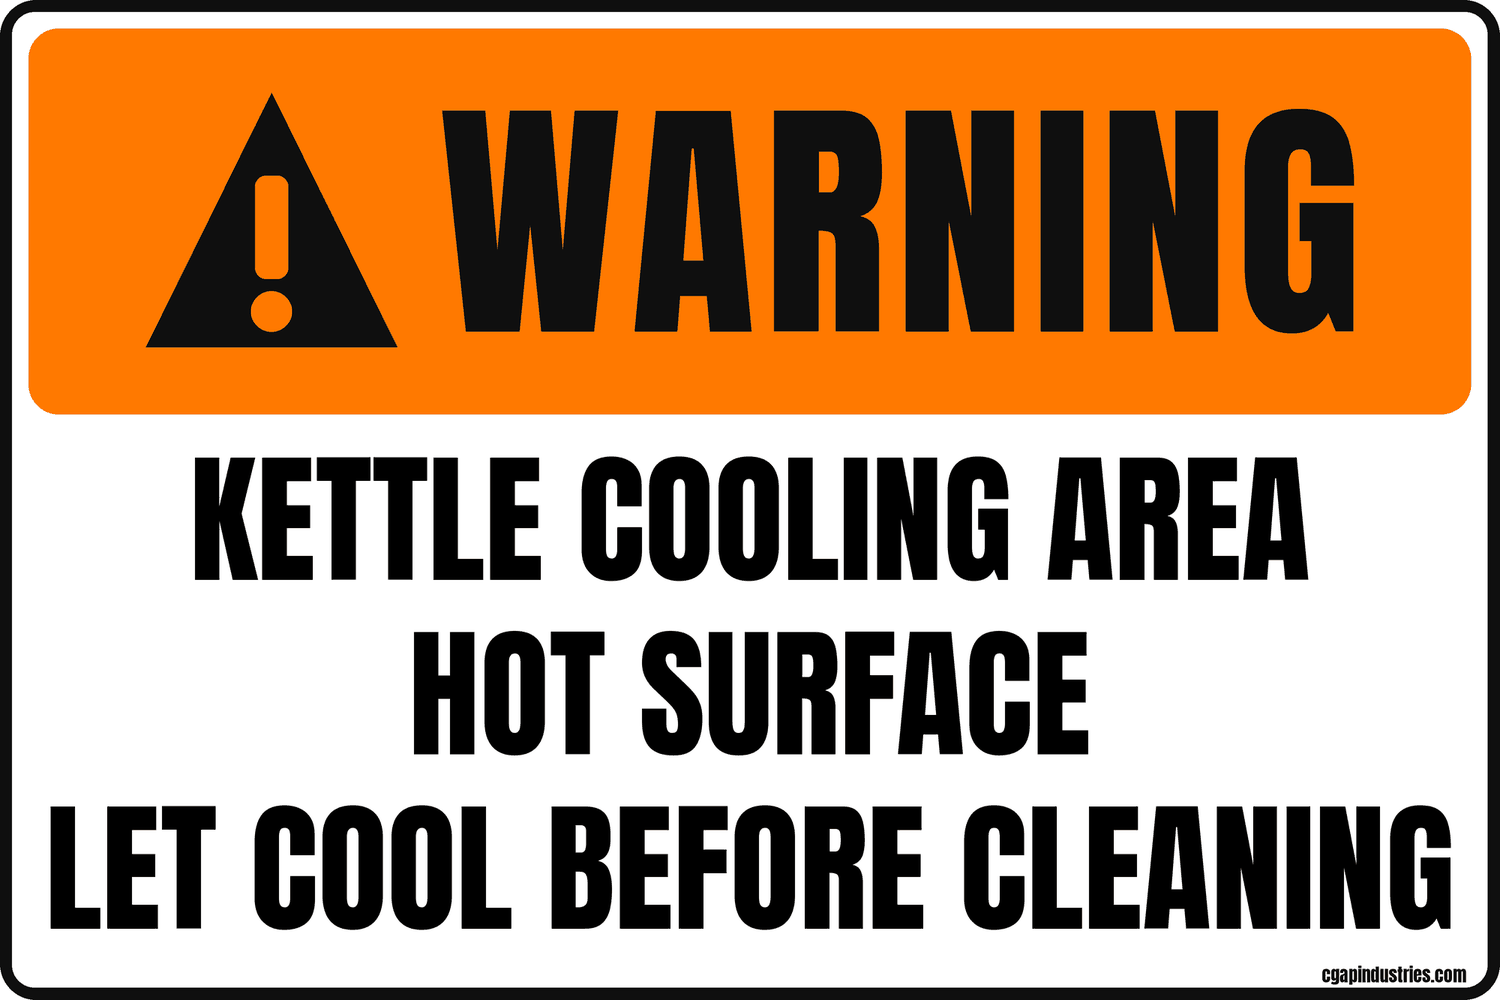 WARNING
KETTLE COOLING AREA
HOT SURFACE
LET COOL BEFORE CLEANING
cgapindustries.com